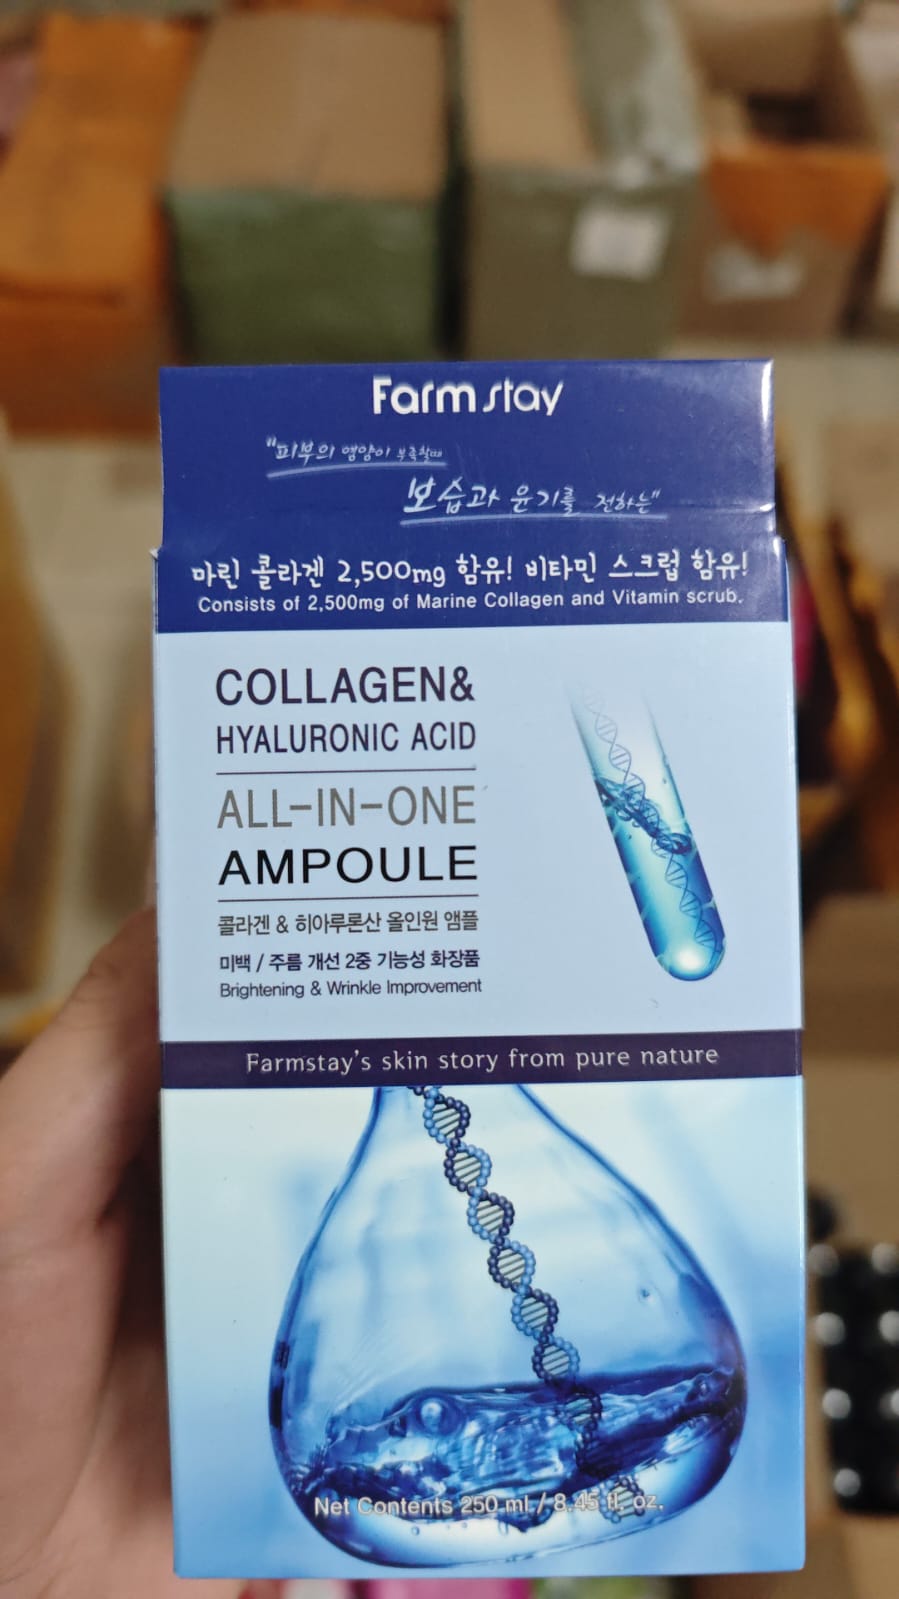 Farm stay
"피부의 영양이 부족할때
보습과 윤기를 전하는"
마린 콜라겐 2,500mg 함유! 비타민 스크럽 함유!
Consists of 2,500mg of Marine Collagen and Vitamin scrub.
COLLAGEN&
HYALURONIC ACID
ALL-IN-ONE
AMPOULE
콜라겐 & 히아루론산 올인원 앰플
미백 / 주름 개선 2중 기능성 화장품
Brightening & Wrinkle Improvement
Farmstay's skin story from pure nature
Net Contents 250 ml / 8.45 fl. oz.